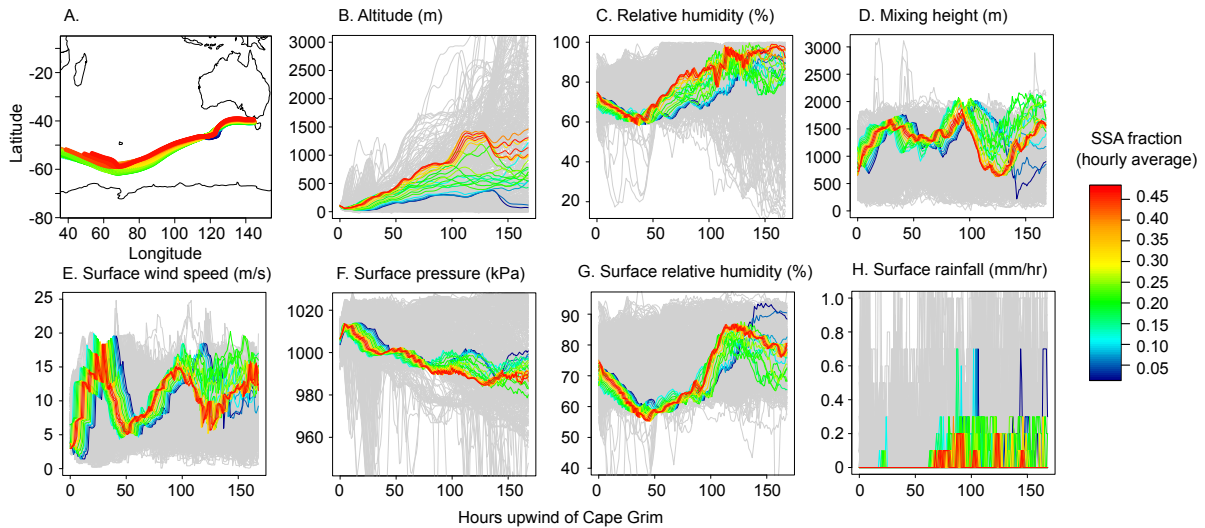 A.
B. Altitude (m)
C. Relative humidity (%)
D. Mixing height (m)
Latitude
-20
-40
-60
-80
40 60 80 100 120 140
Longitude
3000
2500
2000
1500
1000
500
0
0 50 100 150
100
80
60
40
20
0 50 100 150
3000
2500
2000
1500
1000
500
0
0 50 100 150
SSA fraction
(hourly average)
0.45
0.40
0.35
0.30
0.25
0.20
0.15
0.10
0.05
E. Surface wind speed (m/s)
F. Surface pressure (kPa)
G. Surface relative humidity (%)
H. Surface rainfall (mm/hr)
25
20
15
10
5
0
0 50 100 150
1020
1000
980
960
0 50 100 150
90
80
70
60
50
40
0 50 100 150
1.0
0.8
0.6
0.4
0.2
0
0 50 100 150
Hours upwind of Cape Grim